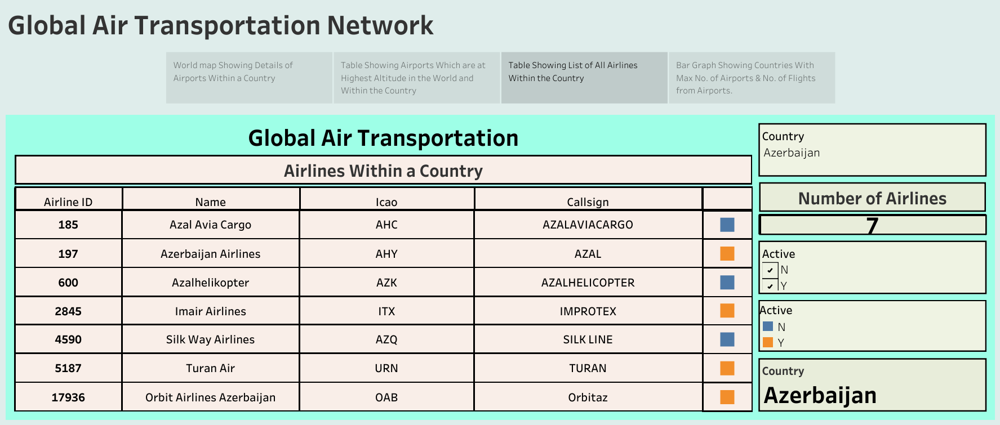 Global Air Transportation Network
World map Showing Details of
Airports Within a Country
Table Showing Airports Which are at
Highest Altitude in the World and
Within the Country
Table Showing List of All Airlines
Within the Country
Bar Graph Showing Countries With
Max No. of Airports & No. of Flights
from Airports.
Global Air Transportation
Airlines Within a Country
Airline ID Name Icao Callsign
185 Azal Avia Cargo AHC AZALAVIACARGO
197 Azerbaijan Airlines AHY AZAL
600 Azalhelikopter AZK AZALHELICOPTER
2845 Imair Airlines ITX IMPROTEX
4590 Silk Way Airlines AZQ SILK LINE
5187 Turan Air URN TURAN
17936 Orbit Airlines Azerbaijan OAB Orbitaz
Country
Azerbaijan
Number of Airlines
7
Active
N
Y
Active
N
Y
Country
Azerbaijan